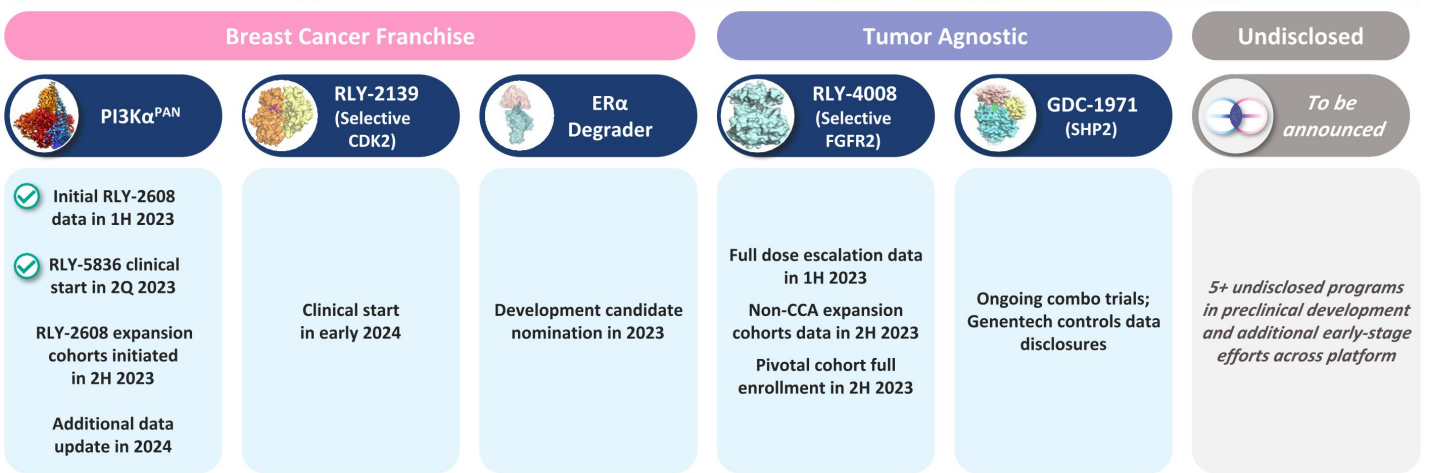 Breast Cancer Franchise
Tumor Agnostic
Undisclosed
PI3Kα^PAN
RLY-2139
(Selective
CDK2)
ERα
Degrader
RLY-4008
(Selective
FGFR2)
GDC-1971
(SHP2)
To be
announced
Initial RLY-2608
data in 1H 2023
RLY-5836 clinical
start in 2Q 2023
RLY-2608 expansion
cohorts initiated
in 2H 2023
Additional data
update in 2024
Clinical start
in early 2024
Development candidate
nomination in 2023
Full dose escalation data
in 1H 2023
Non-CCA expansion
cohorts data in 2H 2023
Pivotal cohort full
enrollment in 2H 2023
Ongoing combo trials;
Genentech controls data
disclosures
5+ undisclosed programs
in preclinical development
and additional early-stage
efforts across platform